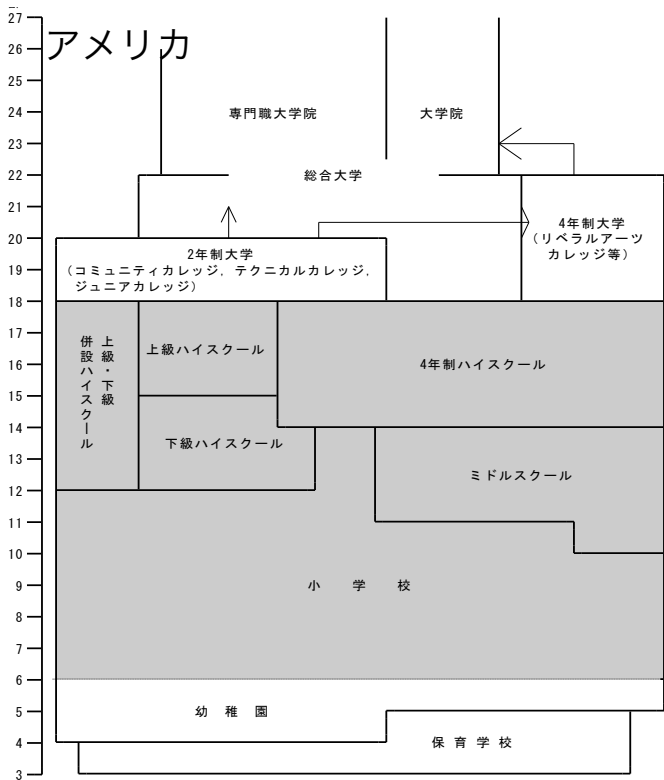 27
アメリカ
26
25
24
専門職大学院
大学院
23
22
総合大学
21
4年制大学
(リベラルアーツ
カレッジ等)
20
2年制大学
(コミュニティカレッジ, テクニカルカレッジ,
ジュニアカレッジ)
19
18
17
上級・下級
併設ハイスクール
上級ハイスクール
4年制ハイスクール
16
15
14
下級ハイスクール
13
ミドルスクール
12
11
10
9
小 学 校
8
7
6
5
幼 稚 園
4
保 育 学 校
3